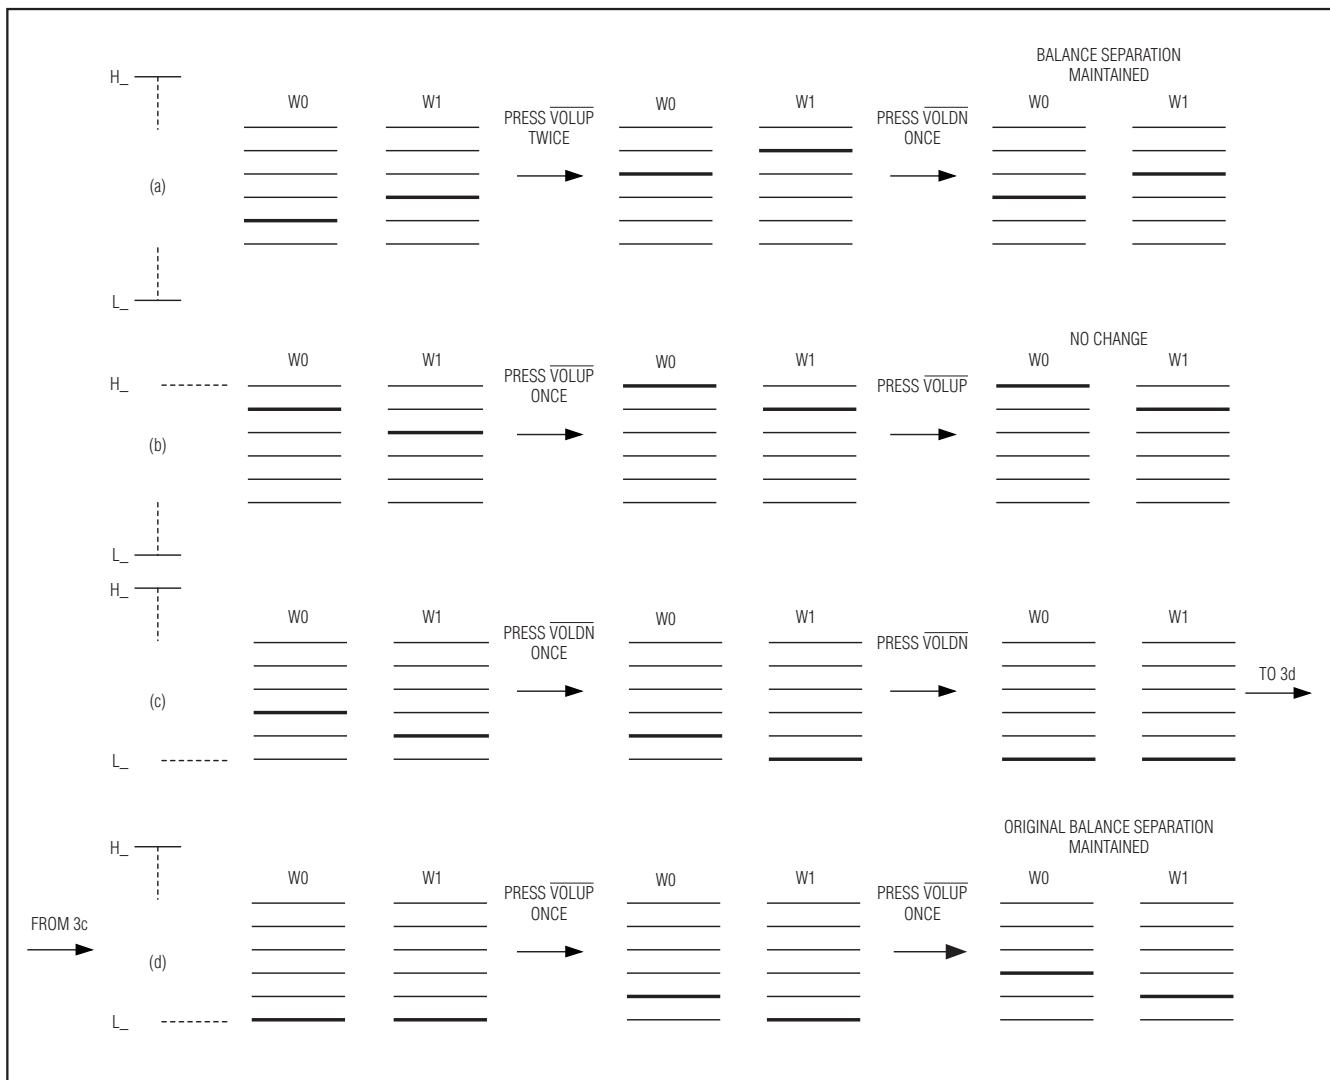 BALANCE SEPARATION
MAINTAINED
H_
W0 W1 W0 W1 W0 W1
PRESS VOLUP
TWICE
PRESS VOLDN
ONCE
(a)
L_
NO CHANGE
W0 W1 W0 W1 W0 W1
H_
PRESS VOLUP
ONCE
PRESS VOLUP
(b)
L_
H_
W0 W1 W0 W1 W0 W1
PRESS VOLDN
ONCE
PRESS VOLDN
TO 3d
(c)
L_
ORIGINAL BALANCE SEPARATION
MAINTAINED
H_
W0 W1 W0 W1 W0 W1
PRESS VOLUP
ONCE
PRESS VOLUP
ONCE
FROM 3c
(d)
L_